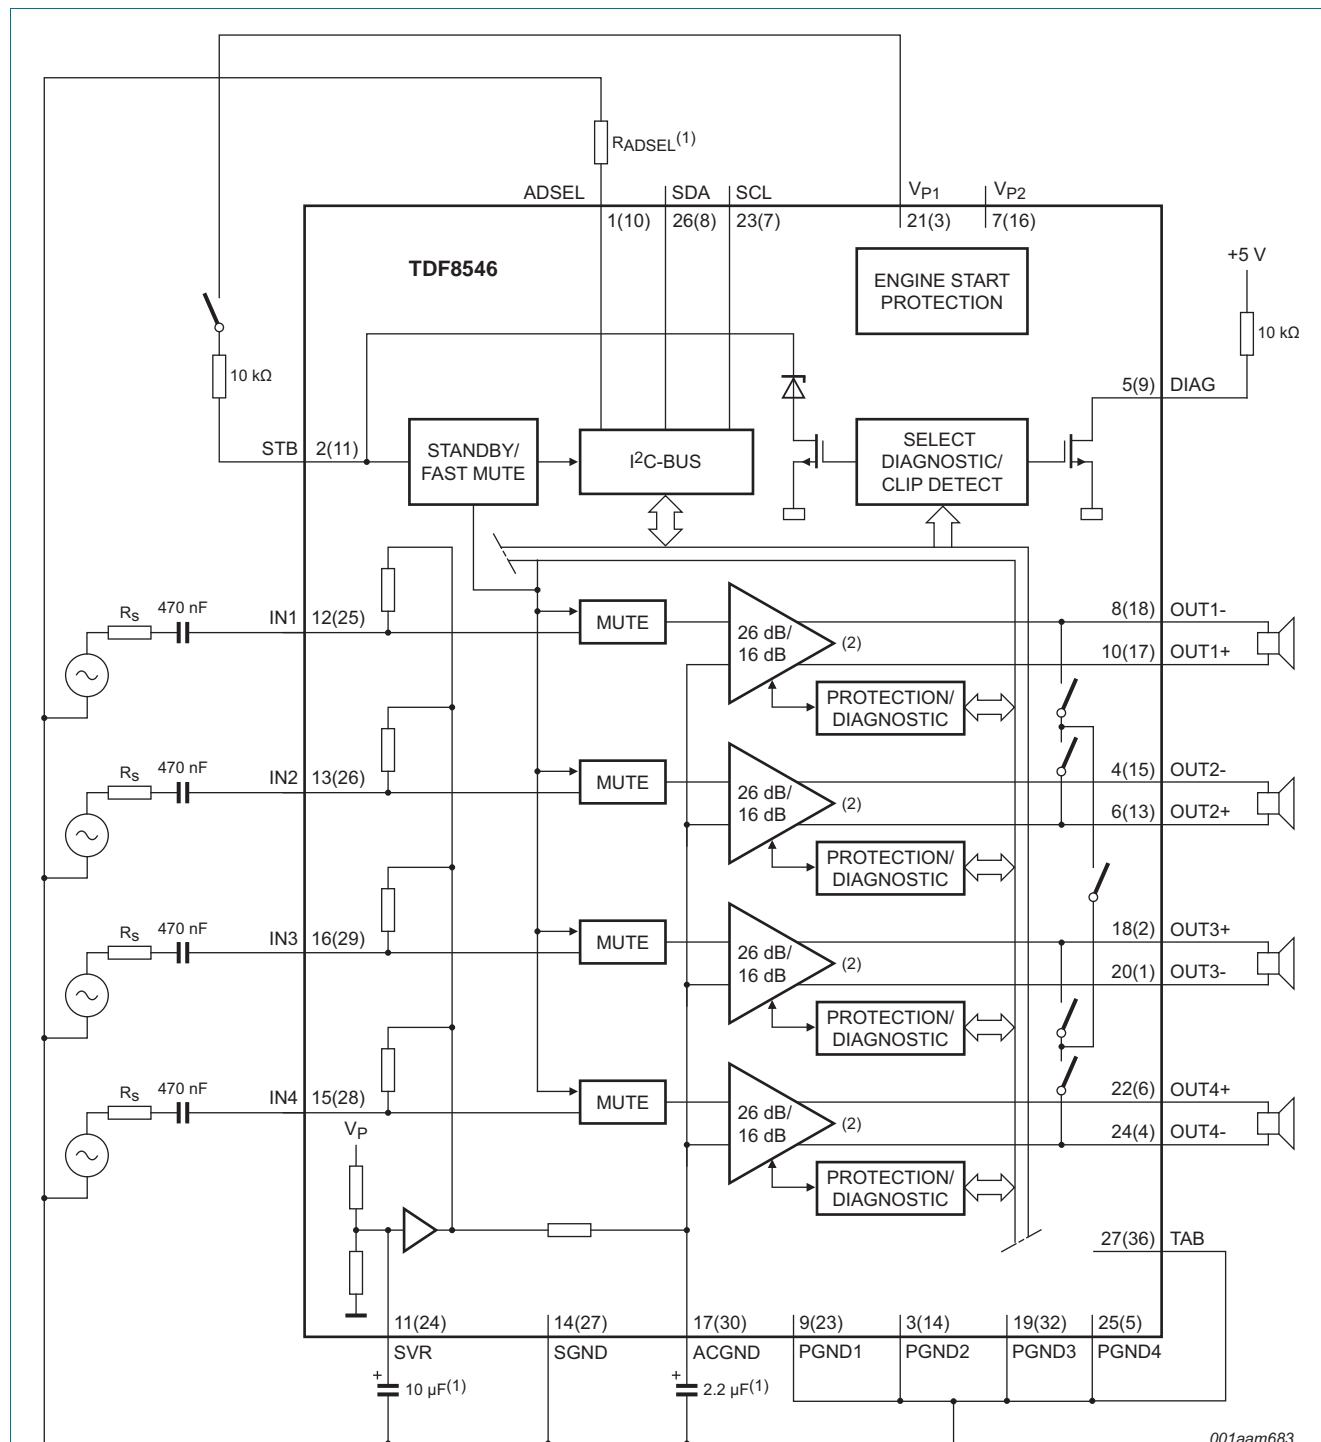 RADSEL(1)
ADSEL
SDA
SCL
VP1
VP2
1(10)
26(8)
23(7)
21(3)
7(16)
TDF8546
ENGINE START
PROTECTION
+5 V
10 kΩ
10 kΩ
5(9)
DIAG
STB
2(11)
STANDBY/
FAST MUTE
I2C-BUS
SELECT
DIAGNOSTIC/
CLIP DETECT
Rs
470 nF
IN1
12(25)
MUTE
26 dB/
16 dB
(2)
8(18)
OUT1-
10(17)
OUT1+
PROTECTION/
DIAGNOSTIC
Rs
470 nF
IN2
13(26)
MUTE
26 dB/
16 dB
(2)
4(15)
OUT2-
6(13)
OUT2+
PROTECTION/
DIAGNOSTIC
Rs
470 nF
IN3
16(29)
MUTE
26 dB/
16 dB
(2)
18(2)
OUT3+
20(1)
OUT3-
PROTECTION/
DIAGNOSTIC
Rs
470 nF
IN4
15(28)
MUTE
26 dB/
16 dB
(2)
22(6)
OUT4+
24(4)
OUT4-
VP
PROTECTION/
DIAGNOSTIC
27(36)
TAB
11(24)
14(27)
17(30)
9(23)
3(14)
19(32)
25(5)
SVR
SGND
ACGND
PGND1
PGND2
PGND3
PGND4
+
10 µF(1)
+
2.2 µF(1)
001aam683